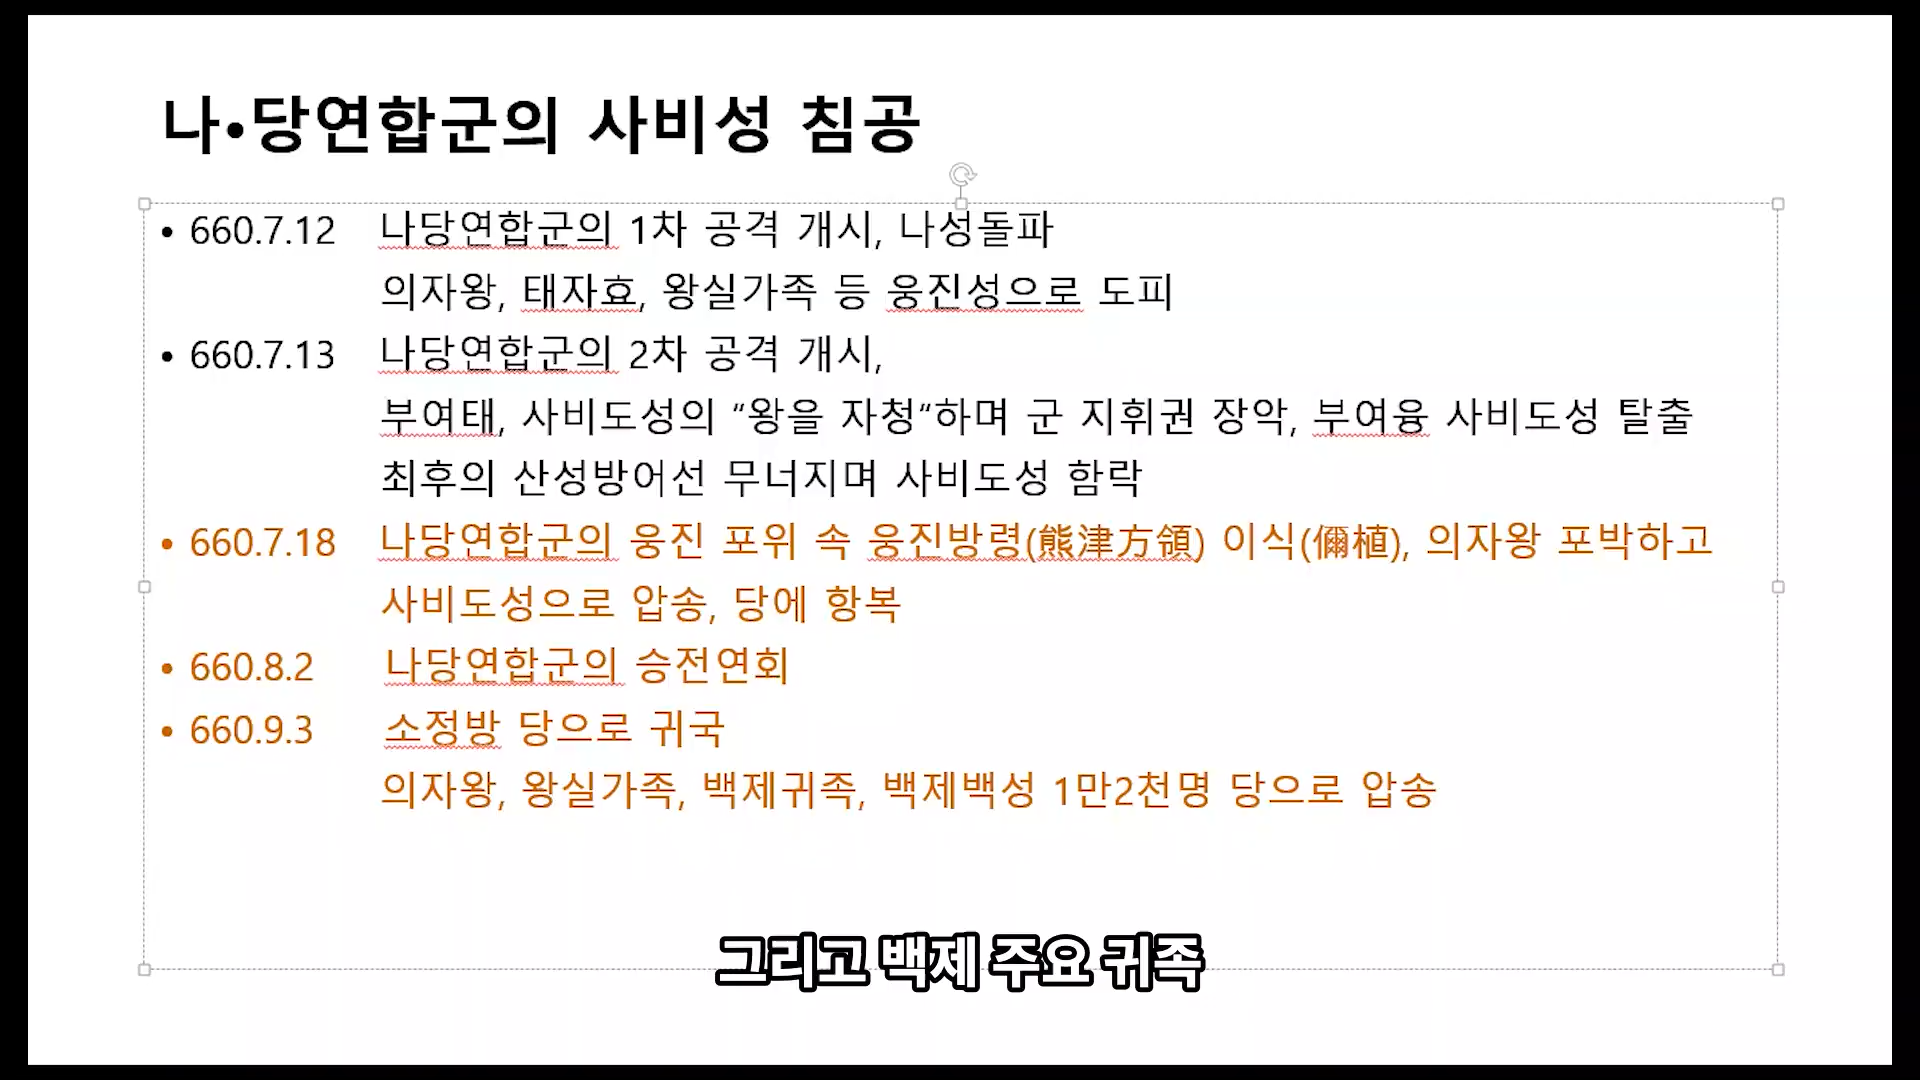 나•당연합군의 사비성 침공
• 660.7.12 나당연합군의 1차 공격 개시, 나성돌파
의자왕, 태자효, 왕실가족 등 웅진성으로 도피
• 660.7.13 나당연합군의 2차 공격 개시,
부여태, 사비도성의 “왕을 자청“하며 군 지휘권 장악, 부여융 사비도성 탈출
최후의 산성방어선 무너지며 사비도성 함락
• 660.7.18 나당연합군의 웅진 포위 속 웅진방령(熊津方領) 이식(儞植), 의자왕 포박하고
사비도성으로 압송, 당에 항복
• 660.8.2 나당연합군의 승전연회
• 660.9.3 소정방 당으로 귀국
의자왕, 왕실가족, 백제귀족, 백제백성 1만2천명 당으로 압송
그리고 백제 주요 귀족